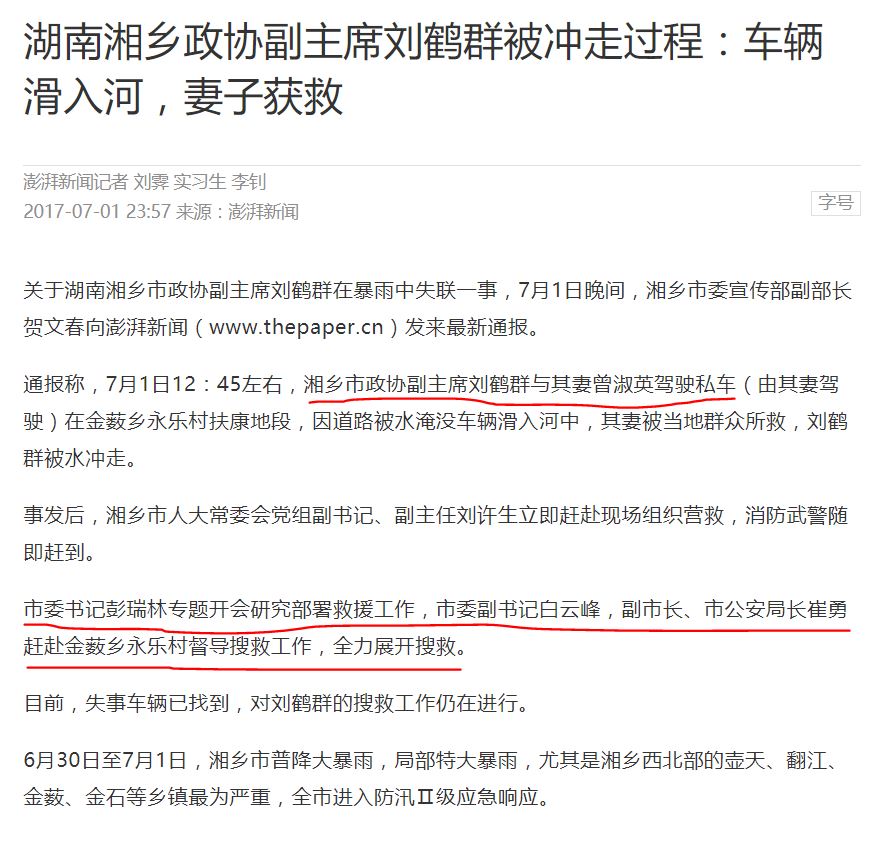 湖南湘乡政协副主席刘鹤群被冲走过程：车辆
滑入河，妻子获救
澎湃新闻记者 刘霁 实习生 李钊
2017-07-01 23:57 来源：澎湃新闻
字号
关于湖南湘乡市政协副主席刘鹤群在暴雨中失联一事，7月1日晚间，湘乡市委宣传部副部长
贺文春向澎湃新闻（www.thepaper.cn）发来最新通报。
通报称，7月1日12：45左右，湘乡市政协副主席刘鹤群与其妻曾淑英驾驶私车（由其妻驾
驶）在金薮乡永乐村扶康地段，因道路被水淹没车辆滑入河中，其妻被当地群众所救，刘鹤
群被水冲走。
事发后，湘乡市人大常委会党组副书记、副主任刘许生立即赶赴现场组织营救，消防武警随
即赶到。
市委书记彭瑞林专题开会研究部署救援工作，市委副书记白云峰，副市长、市公安局长崔勇
赶赴金薮乡永乐村督导搜救工作，全力展开搜救。
目前，失事车辆已找到，对刘鹤群的搜救工作仍在进行。
6月30日至7月1日，湘乡市普降大暴雨，局部特大暴雨，尤其是湘乡西北部的壶天、翻江、
金薮、金石等乡镇最为严重，全市进入防汛Ⅱ级应急响应。